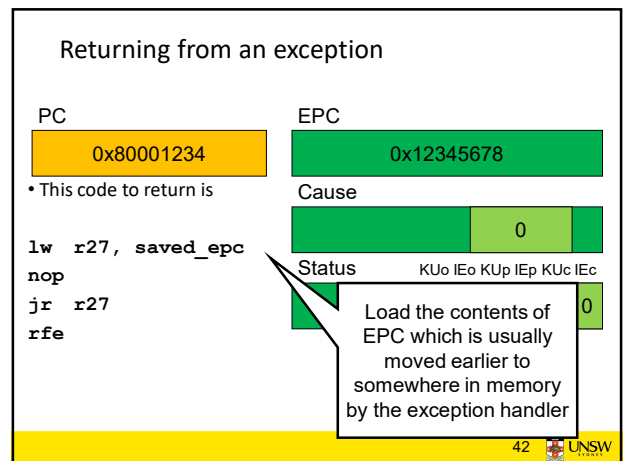 Returning from an exception
PC
0x80001234
• This code to return is
lw r27, saved_epc
nop
jr r27
rfe
EPC
0x12345678
Cause
0
Status
KUo IEo KUp IEp KUc IEc
0
Load the contents of
EPC which is usually
moved earlier to
somewhere in memory
by the exception handler
42
UNSW
SYDNEY